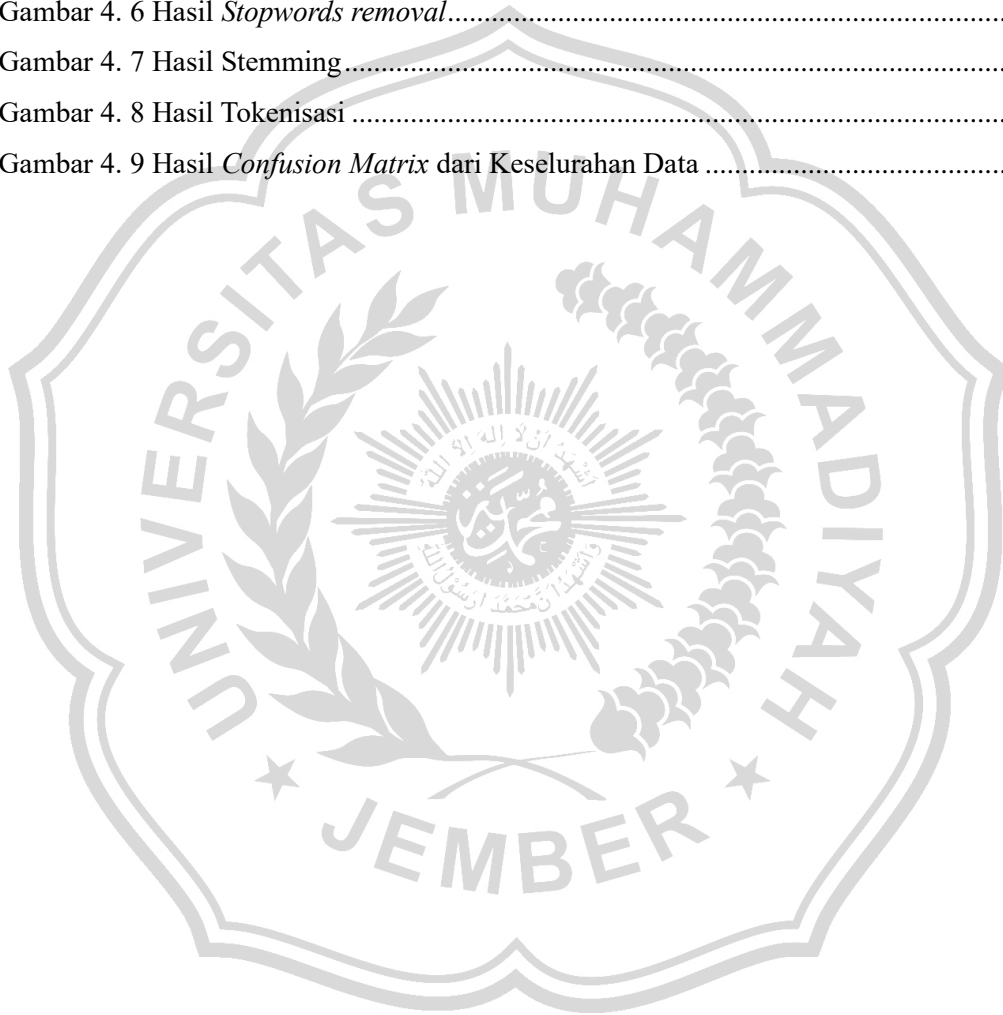 Gambar 4. 6 Hasil Stopwords removal....................................................................................
Gambar 4. 7 Hasil Stemming....................................................................................................
Gambar 4. 8 Hasil Tokenisasi ...................................................................................................
Gambar 4. 9 Hasil Confusion Matrix dari Keselurahan Data ..............................................
UNIVERSITAS MUHAMMADIYAH
JEMBER